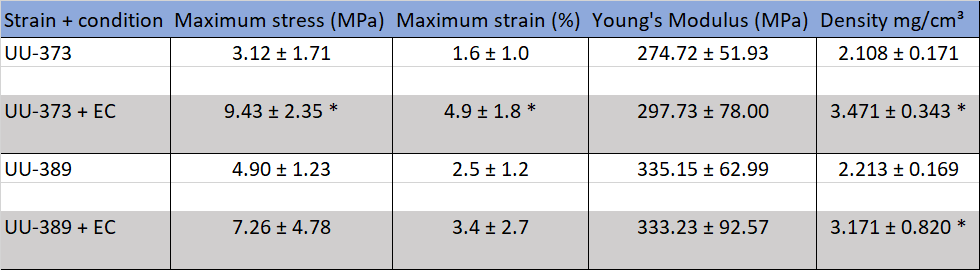 Strain + condition Maximum stress (MPa) Maximum strain (%) Young's Modulus (MPa) Density mg/cm³
UU-373 3.12 ± 1.71 1.6 ± 1.0 274.72 ± 51.93 2.108 ± 0.171
UU-373 + EC 9.43 ± 2.35 * 4.9 ± 1.8 * 297.73 ± 78.00 3.471 ± 0.343 *
UU-389 4.90 ± 1.23 2.5 ± 1.2 335.15 ± 62.99 2.213 ± 0.169
UU-389 + EC 7.26 ± 4.78 3.4 ± 2.7 333.23 ± 92.57 3.171 ± 0.820 *